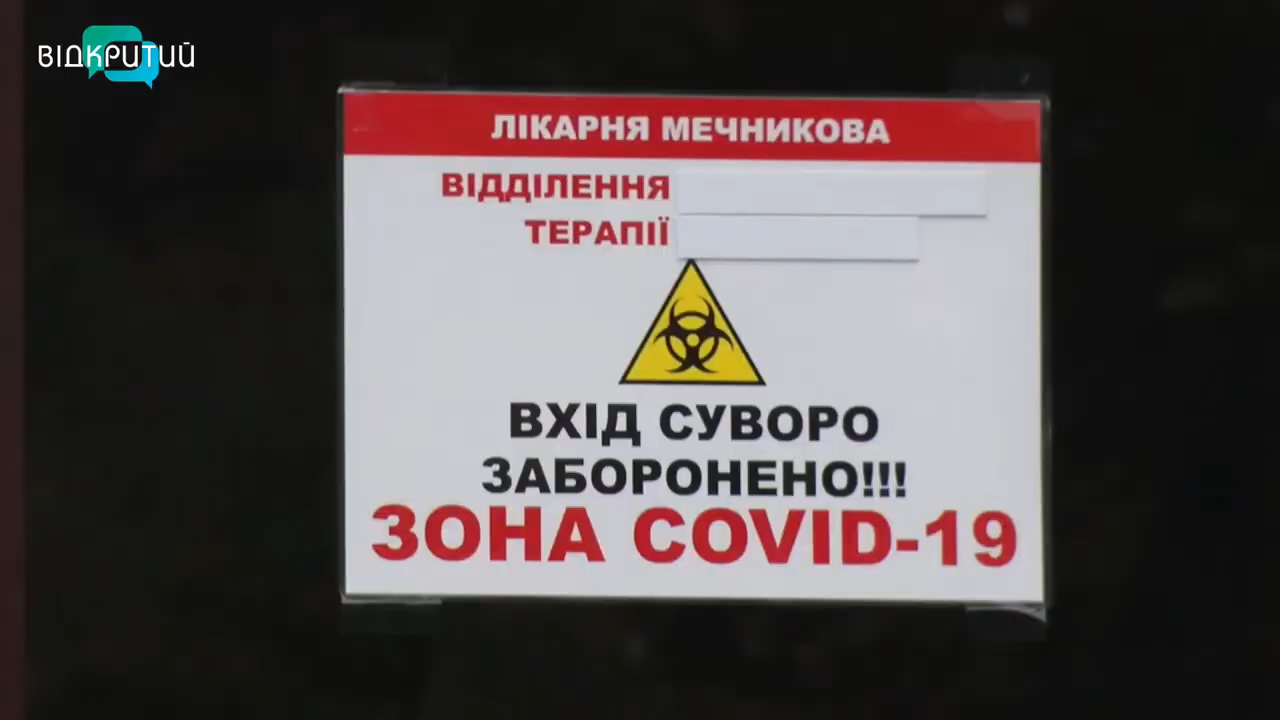 ВІДКРИТИЙ
ЛІКАРНЯ МЕЧНИКОВА
ВІДДІЛЕННЯ
ТЕРАПІЇ
ВХІД СУВОРО
ЗАБОРОНЕНО!!!
ЗОНА COVID-19